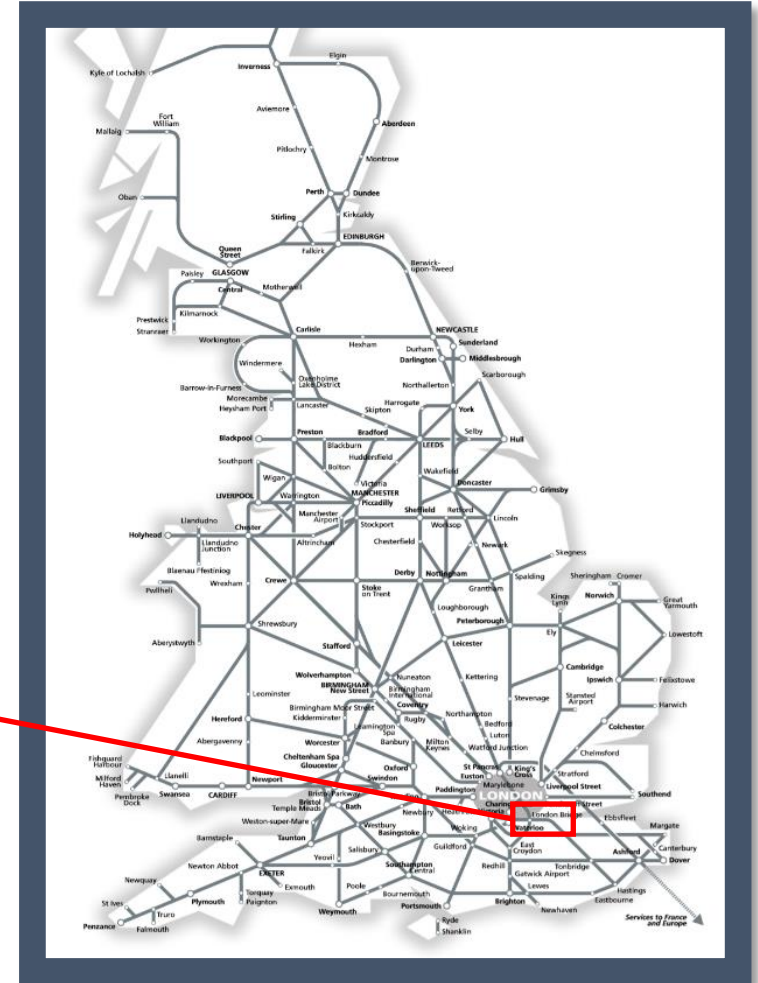 Elgin
Inverness
Kyle of Lochalsh
Aviemore
Fort
William
Mallaig
Aberdeen
Pitlochry
Montrose
Perth
Dundee
Oban
Stirling
Kirkcaldy
EDINBURGH
Queen
Street
Falkirk
Berwick-
upon-Tweed
Paisley
GLASGOW
Central
Motherwell
Prestwick
Kilmarnock
Stranraer
Carlisle
NEWCASTLE
Workington
Hexham
Durham
Sunderland
Darlington
Middlesbrough
Windermere
Scarborough
Oxenholme
Lake District
Northallerton
Barrow-in-Furness
Morecambe
Lancaster
Harrogate
York
Heysham Port
Skipton
Preston
Bradford
Selby
Blackpool
Blackburn
LEEDS
Hull
Huddersfield
Southport
Bolton
Wakefield
Wigan
Victoria
Doncaster
LIVERPOOL
Warrington
MANCHESTER
Piccadilly
Grimsby
Manchester
Airport
Sheffield
Retford
Llandudno
Chester
Stockport
Worksop
Lincoln
Holyhead
Llandudno
Junction
Altrincham
Chesterfield
Newark
Skegness
Blaenau Ffestiniog
Derby
Nottingham
Sheringham
Cromer
Pwllheli
Wrexham
Crewe
Stoke
on Trent
Grantham
Spalding
Kings
Lynn
Norwich
Great
Yarmouth
Loughborough
Shrewsbury
Peterborough
Ely
Lowestoft
Aberystwyth
Stafford
Leicester
Wolverhampton
Cambridge
BIRMINGHAM
New Street
Nuneaton
Kettering
Birmingham
International
Ipswich
Felixstowe
Leominster
Stevenage
Stansted
Airport
Birmingham Moor Street
Coventry
Harwich
Hereford
Kidderminster
Rugby
Northampton
Leamington
Spa
Bedford
Colchester
Abergavenny
Worcester
Banbury
Milton
Keynes
Luton
Watford Junction
Chelmsford
Cheltenham Spa
Fishguard
Harbour
Gloucester
Oxford
St Pancras
King's
Cross
Stratford
Llanelli
Newport
Swindon
Euston
Marylebone
Liverpool Street
Milford
Haven
Paddington
LONDON
Southend
Pembroke
Dock
Swansea
CARDIFF
Bristol Parkway
Bristol
Temple Meads
Bath
Newbury
London Bridge
Ebbsfleet
Weston-super-Mare
Westbury
Woking
Waterloo
Margate
Barnstaple
Taunton
Basingstoke
East
Croydon
Canterbury
Salisbury
Guildford
Ashford
Newton Abbot
Yeovil
Southampton
Central
Redhill
Tonbridge
Dover
EXETER
Gatwick Airport
Newquay
Exmouth
Poole
Lewes
Hastings
St Ives
Plymouth
Torquay
Bournemouth
Eastbourne
Truro
Paignton
Portsmouth
Brighton
Newhaven
Weymouth
Penzance
Falmouth
Ryde
Services to France
and Europe
Shanklin